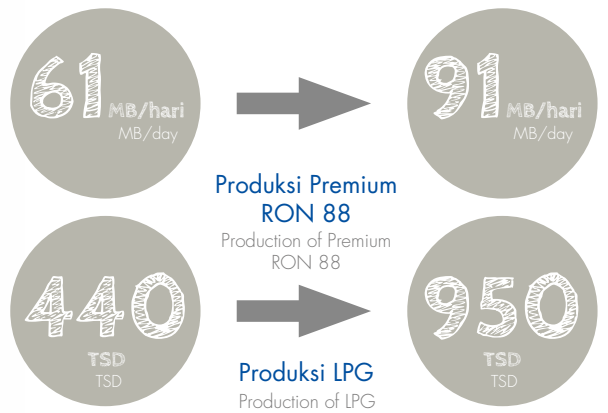 61 MB/hari
MB/day
91 MB/hari
MB/day
Produksi Premium
RON 88
Production of Premium
RON 88
440
TSD
TSD
950
TSD
TSD
Produksi LPG
Production of LPG